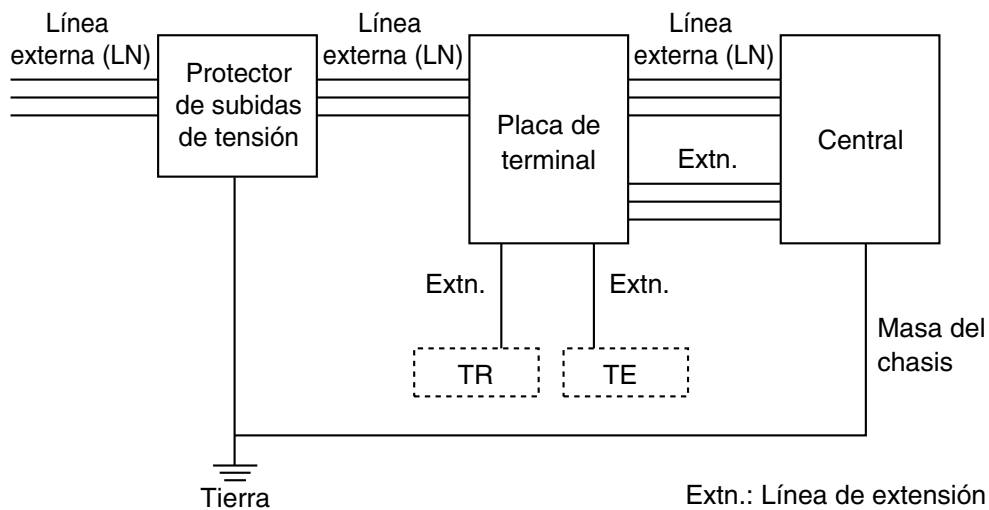 Línea
externa (LN)
Línea
externa (LN)
Línea
externa (LN)
Protector
de subidas
de tensión
Placa de
terminal
Central
Extn.
Extn.
Extn.
TR
TE
Masa del
chasis
Tierra
Extn.: Línea de extensión